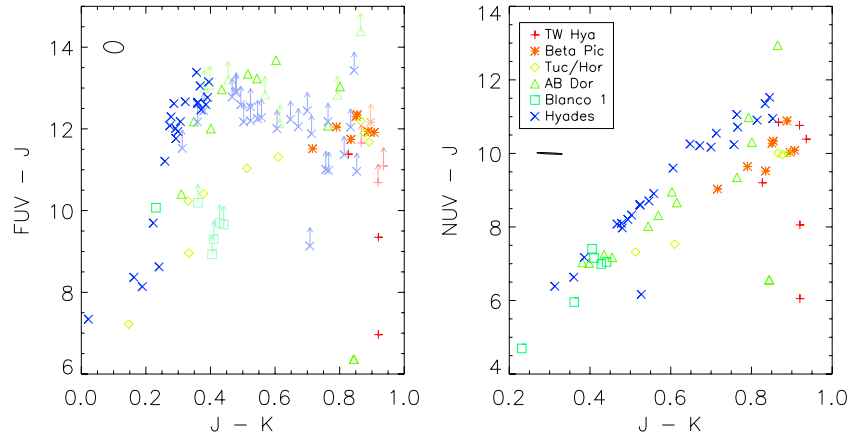 FUV – J
14
12
10
8
6
0.0 0.2 0.4 0.6 0.8 1.0
J – K
NUV – J
14
12
10
8
6
4
0.2 0.4 0.6 0.8 1.0
J – K
TW Hya
Beta Pic
Tuc/Hor
AB Dor
Blanco 1
Hyades